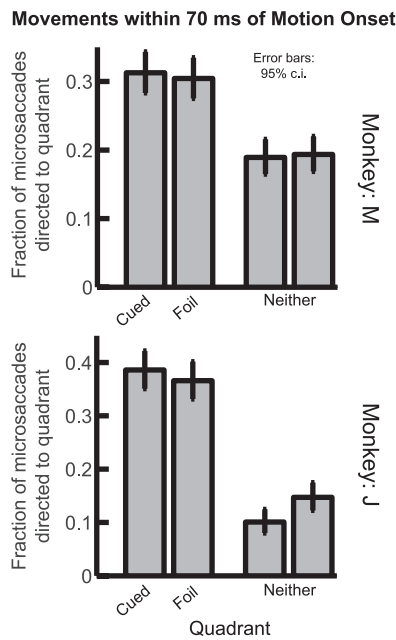 Movements within 70 ms of Motion Onset
Error bars:
95% c.i.
Fraction of microsaccades
directed to quadrant
0.3
0.2
0.1
0
Cued
Foil
Neither
Monkey: M
Fraction of microsaccades
directed to quadrant
0.4
0.3
0.2
0.1
0
Cued
Foil
Neither
Monkey: J
Quadrant